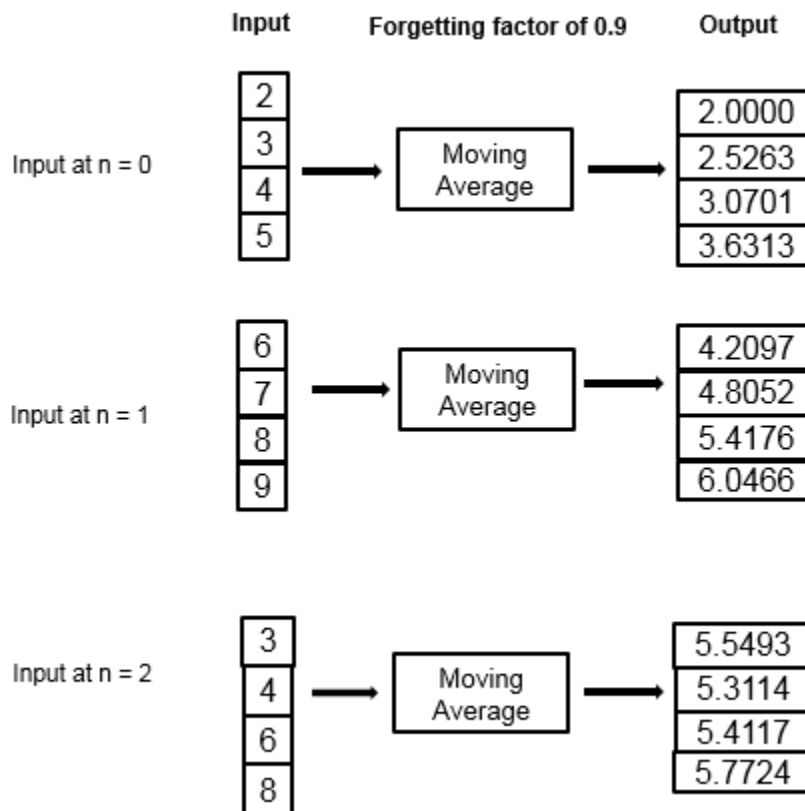 Input Forgetting factor of 0.9 Output
Input at n = 0
2
3
4
5
Moving
Average
2.0000
2.5263
3.0701
3.6313
Input at n = 1
6
7
8
9
Moving
Average
4.2097
4.8052
5.4176
6.0466
Input at n = 2
3
4
6
8
Moving
Average
5.5493
5.3114
5.4117
5.7724